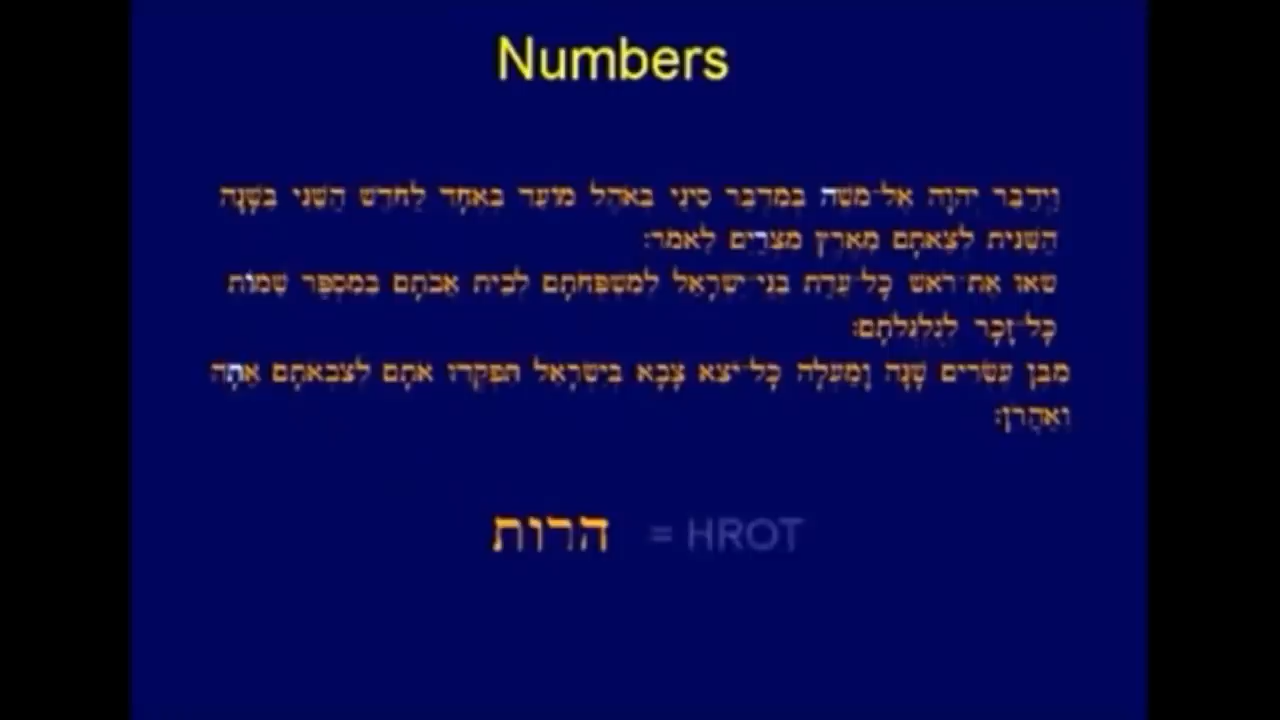 Numbers
וַיְדַבֵּר יְהוָה אֶל־מֹשֶׁה בְּמִדְבַּר סִינַי בְּאֹהֶל מוֹעֵד בְּאֶחָד לַחֹדֶשׁ הַשֵּׁנִי בַּשָּׁנָה
הַשֵּׁנִית לְצֵאתָם מֵאֶרֶץ מִצְרַיִם לֵאמֹר׃
שְׂאוּ אֶת־רֹאשׁ כָּל־עֲדַת בְּנֵי־יִשְׂרָאֵל לְמִשְׁפְּחֹתָם לְבֵית אֲבֹתָם בְּמִסְפַּר שֵׁמוֹת
כָּל־זָכָר לְגֻלְגְּלֹתָם׃
מִבֶּן עֶשְׂרִים שָׁנָה וָמַעְלָה כָּל־יֹצֵא צָבָא בְּיִשְׂרָאֵל תִּפְקְדוּ אֹתָם לְצִבְאֹתָם אַתָּה
וְאַהֲרֹן׃
הרות = HROT